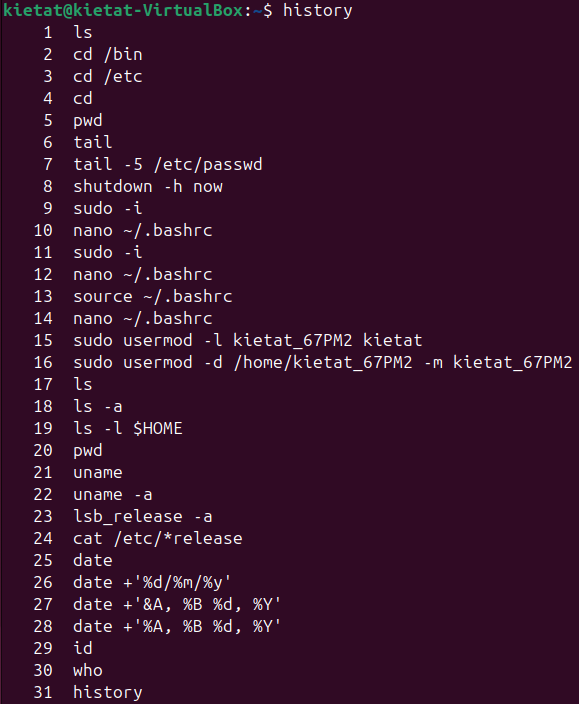 kietat@kietat-VirtualBox:~$ history
1 ls
2 cd /bin
3 cd /etc
4 cd
5 pwd
6 tail
7 tail -5 /etc/passwd
8 shutdown -h now
9 sudo -i
10 nano ~/.bashrc
11 sudo -i
12 nano ~/.bashrc
13 source ~/.bashrc
14 nano ~/.bashrc
15 sudo usermod -l kietat_67PM2 kietat
16 sudo usermod -d /home/kietat_67PM2 -m kietat_67PM2
17 ls
18 ls -a
19 ls -l $HOME
20 pwd
21 uname
22 uname -a
23 lsb_release -a
24 cat /etc/*release
25 date
26 date +'%d/%m/%y'
27 date +'&A, %B %d, %Y'
28 date +'%A, %B %d, %Y'
29 id
30 who
31 history